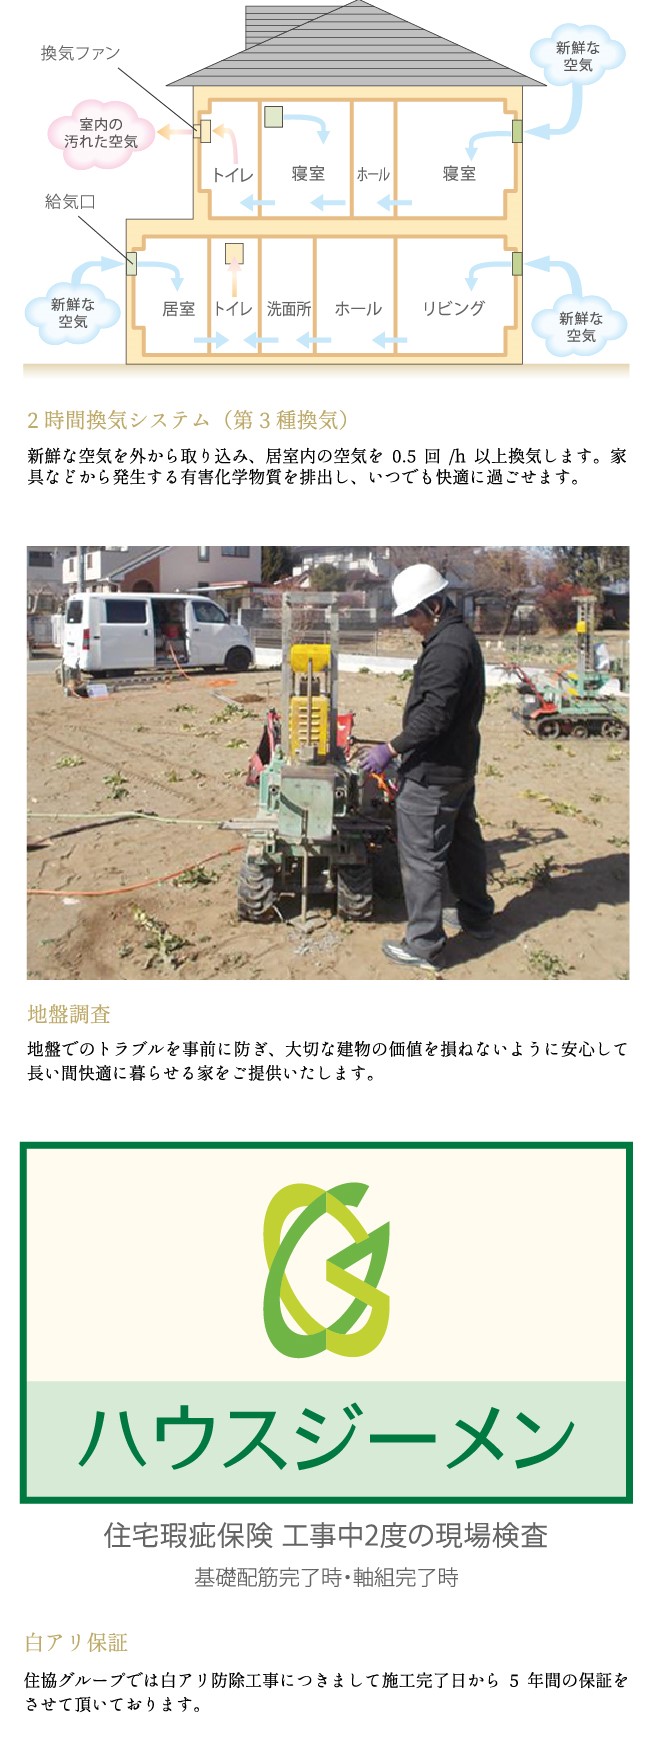 換気ファン
新鮮な
空気
室内の
汚れた空気
トイレ
寝室
ホール
寝室
給気口
新鮮な
空気
居室
トイレ
洗面所
ホール
リビング
新鮮な
空気
2 時間換気システム（第 3 種換気）
新鮮な空気を外から取り込み、居室内の空気を 0.5 回 /h 以上換気します。家
具などから発生する有害化学物質を排出し、いつでも快適に過ごせます。
地盤調査
地盤でのトラブルを事前に防ぎ、大切な建物の価値を損ねないように安心して
長い間快適に暮らせる家をご提供いたします。
ハウスジーメン
住宅瑕疵保険 工事中2度の現場検査
基礎配筋完了時・軸組完了時
白アリ保証
住協グループでは白アリ防除工事につきまして施工完了日から 5 年間の保証を
させて頂いております。